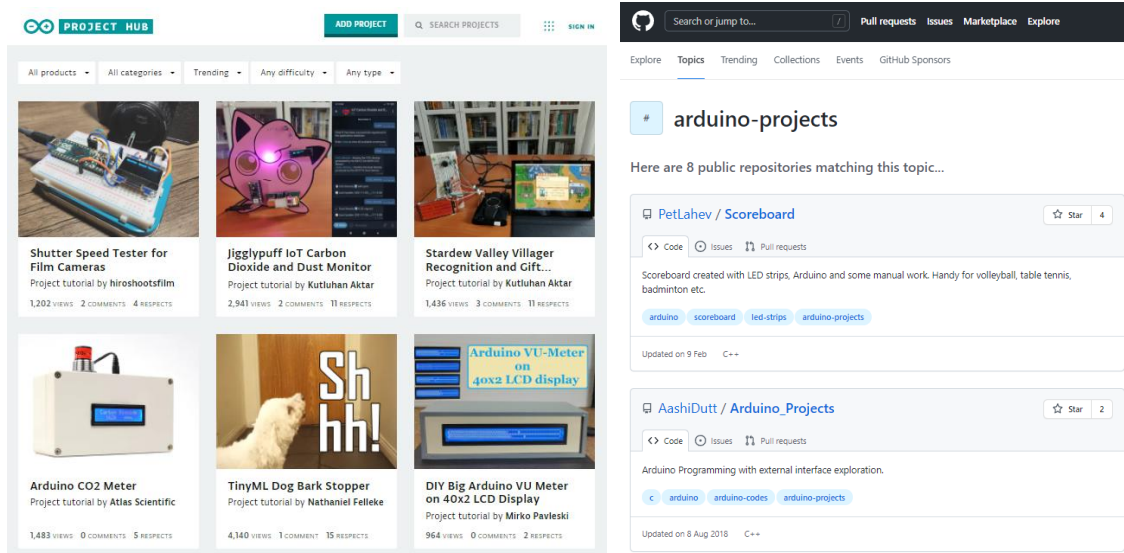 PROJECT HUB
ADD PROJECT
SEARCH PROJECTS
SIGN IN
All products
All categories
Trending
Any difficulty
Any type
Shutter Speed Tester for
Film Cameras
Project tutorial by hiroshootsfilm
1,202 VIEWS 2 COMMENTS 4 RESPECTS
Jigglypuff IoT Carbon
Dioxide and Dust Monitor
Project tutorial by Kutluhan Aktar
2,941 VIEWS 2 COMMENTS 11 RESPECTS
Stardew Valley Villager
Recognition and Gift...
Project tutorial by Kutluhan Aktar
1,436 VIEWS 3 COMMENTS 11 RESPECTS
Arduino CO2 Meter
Project tutorial by Atlas Scientific
1,483 VIEWS 0 COMMENTS 5 RESPECTS
Sh
hh!
TinyML Dog Bark Stopper
Project tutorial by Nathaniel Felleke
4,140 VIEWS 1 COMMENT 15 RESPECTS
Arduino VU-Meter
on
40x2 LCD display
DIY Big Arduino VU Meter
on 40x2 LCD Display
Project tutorial by Mirko Pavleski
964 VIEWS 0 COMMENTS 2 RESPECTS
Search or jump to...
/
Pull requests Issues Marketplace Explore
Explore Topics Trending Collections Events GitHub Sponsors
# arduino-projects
Here are 8 public repositories matching this topic...
PetLahev / Scoreboard
Star 4
Code Issues Pull requests
Scoreboard created with LED strips, Arduino and some manual work. Handy for volleyball, table tennis,
badminton etc.
arduino scoreboard led-strips arduino-projects
Updated on 9 Feb C++
AashiDutt / Arduino_Projects
Star 2
Code Issues Pull requests
Arduino Programming with external interface exploration.
c arduino arduino-codes arduino-projects
Updated on 8 Aug 2018 C++